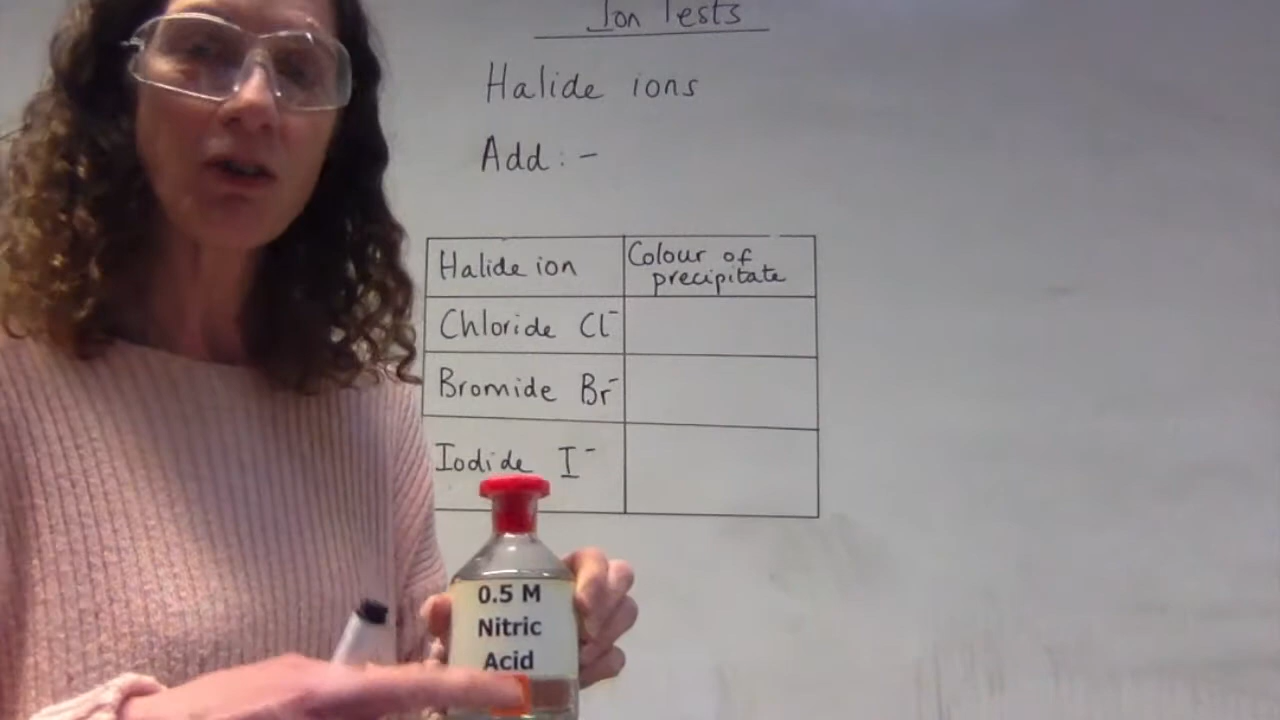 Ion Tests
Halide ions
Add:-
Halide ion
Colour of
precipitate
Chloride Cl⁻
Bromide Br⁻
Iodide I⁻
0.5 M
Nitric
Acid